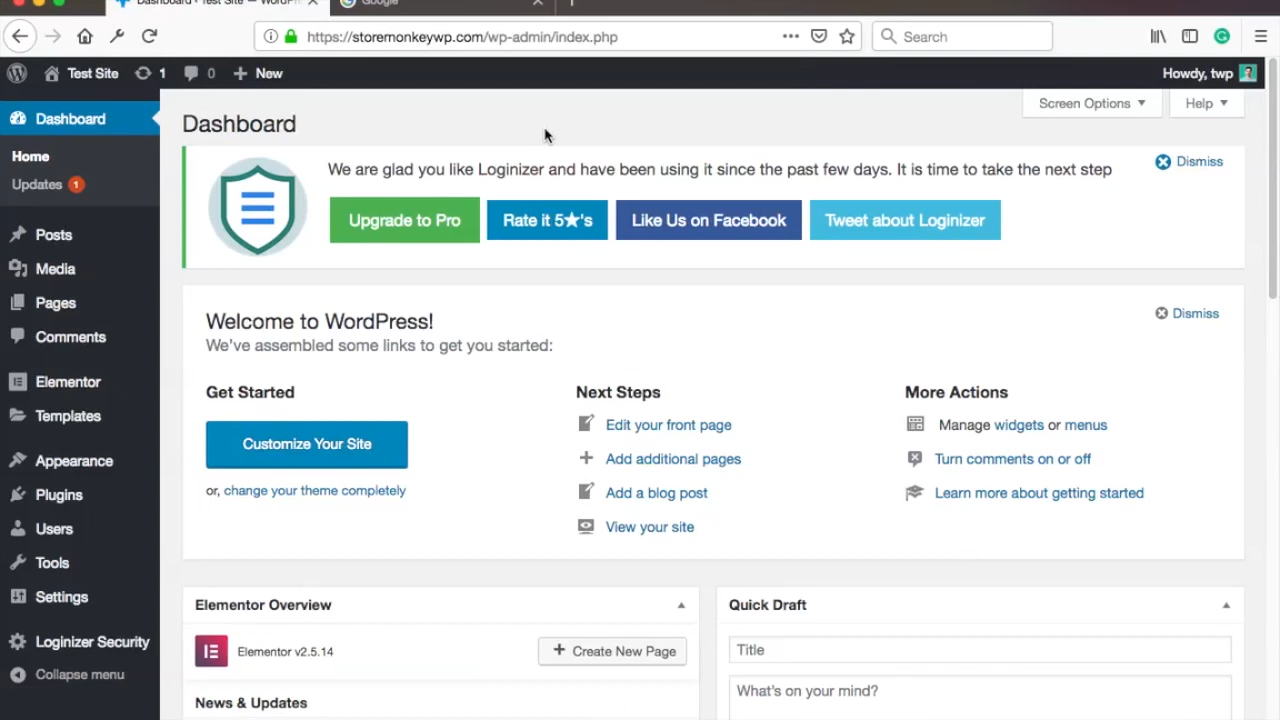 Dashboard ‹ Test Site — WordPr
Google
https://storemonkeywp.com/wp-admin/index.php
Search
Test Site
1
0
New
Howdy, twp
Dashboard
Home
Updates 1
Posts
Media
Pages
Comments
Elementor
Templates
Appearance
Plugins
Users
Tools
Settings
Loginizer Security
Collapse menu
Screen Options
Help
Dashboard
We are glad you like Loginizer and have been using it since the past few days. It is time to take the next step
Dismiss
Upgrade to Pro
Rate it 5★'s
Like Us on Facebook
Tweet about Loginizer
Welcome to WordPress!
We've assembled some links to get you started:
Dismiss
Get Started
Customize Your Site
or, change your theme completely
Next Steps
Edit your front page
Add additional pages
Add a blog post
View your site
More Actions
Manage widgets or menus
Turn comments on or off
Learn more about getting started
Elementor Overview
Elementor v2.5.14
Create New Page
News & Updates
Quick Draft
Title
What's on your mind?